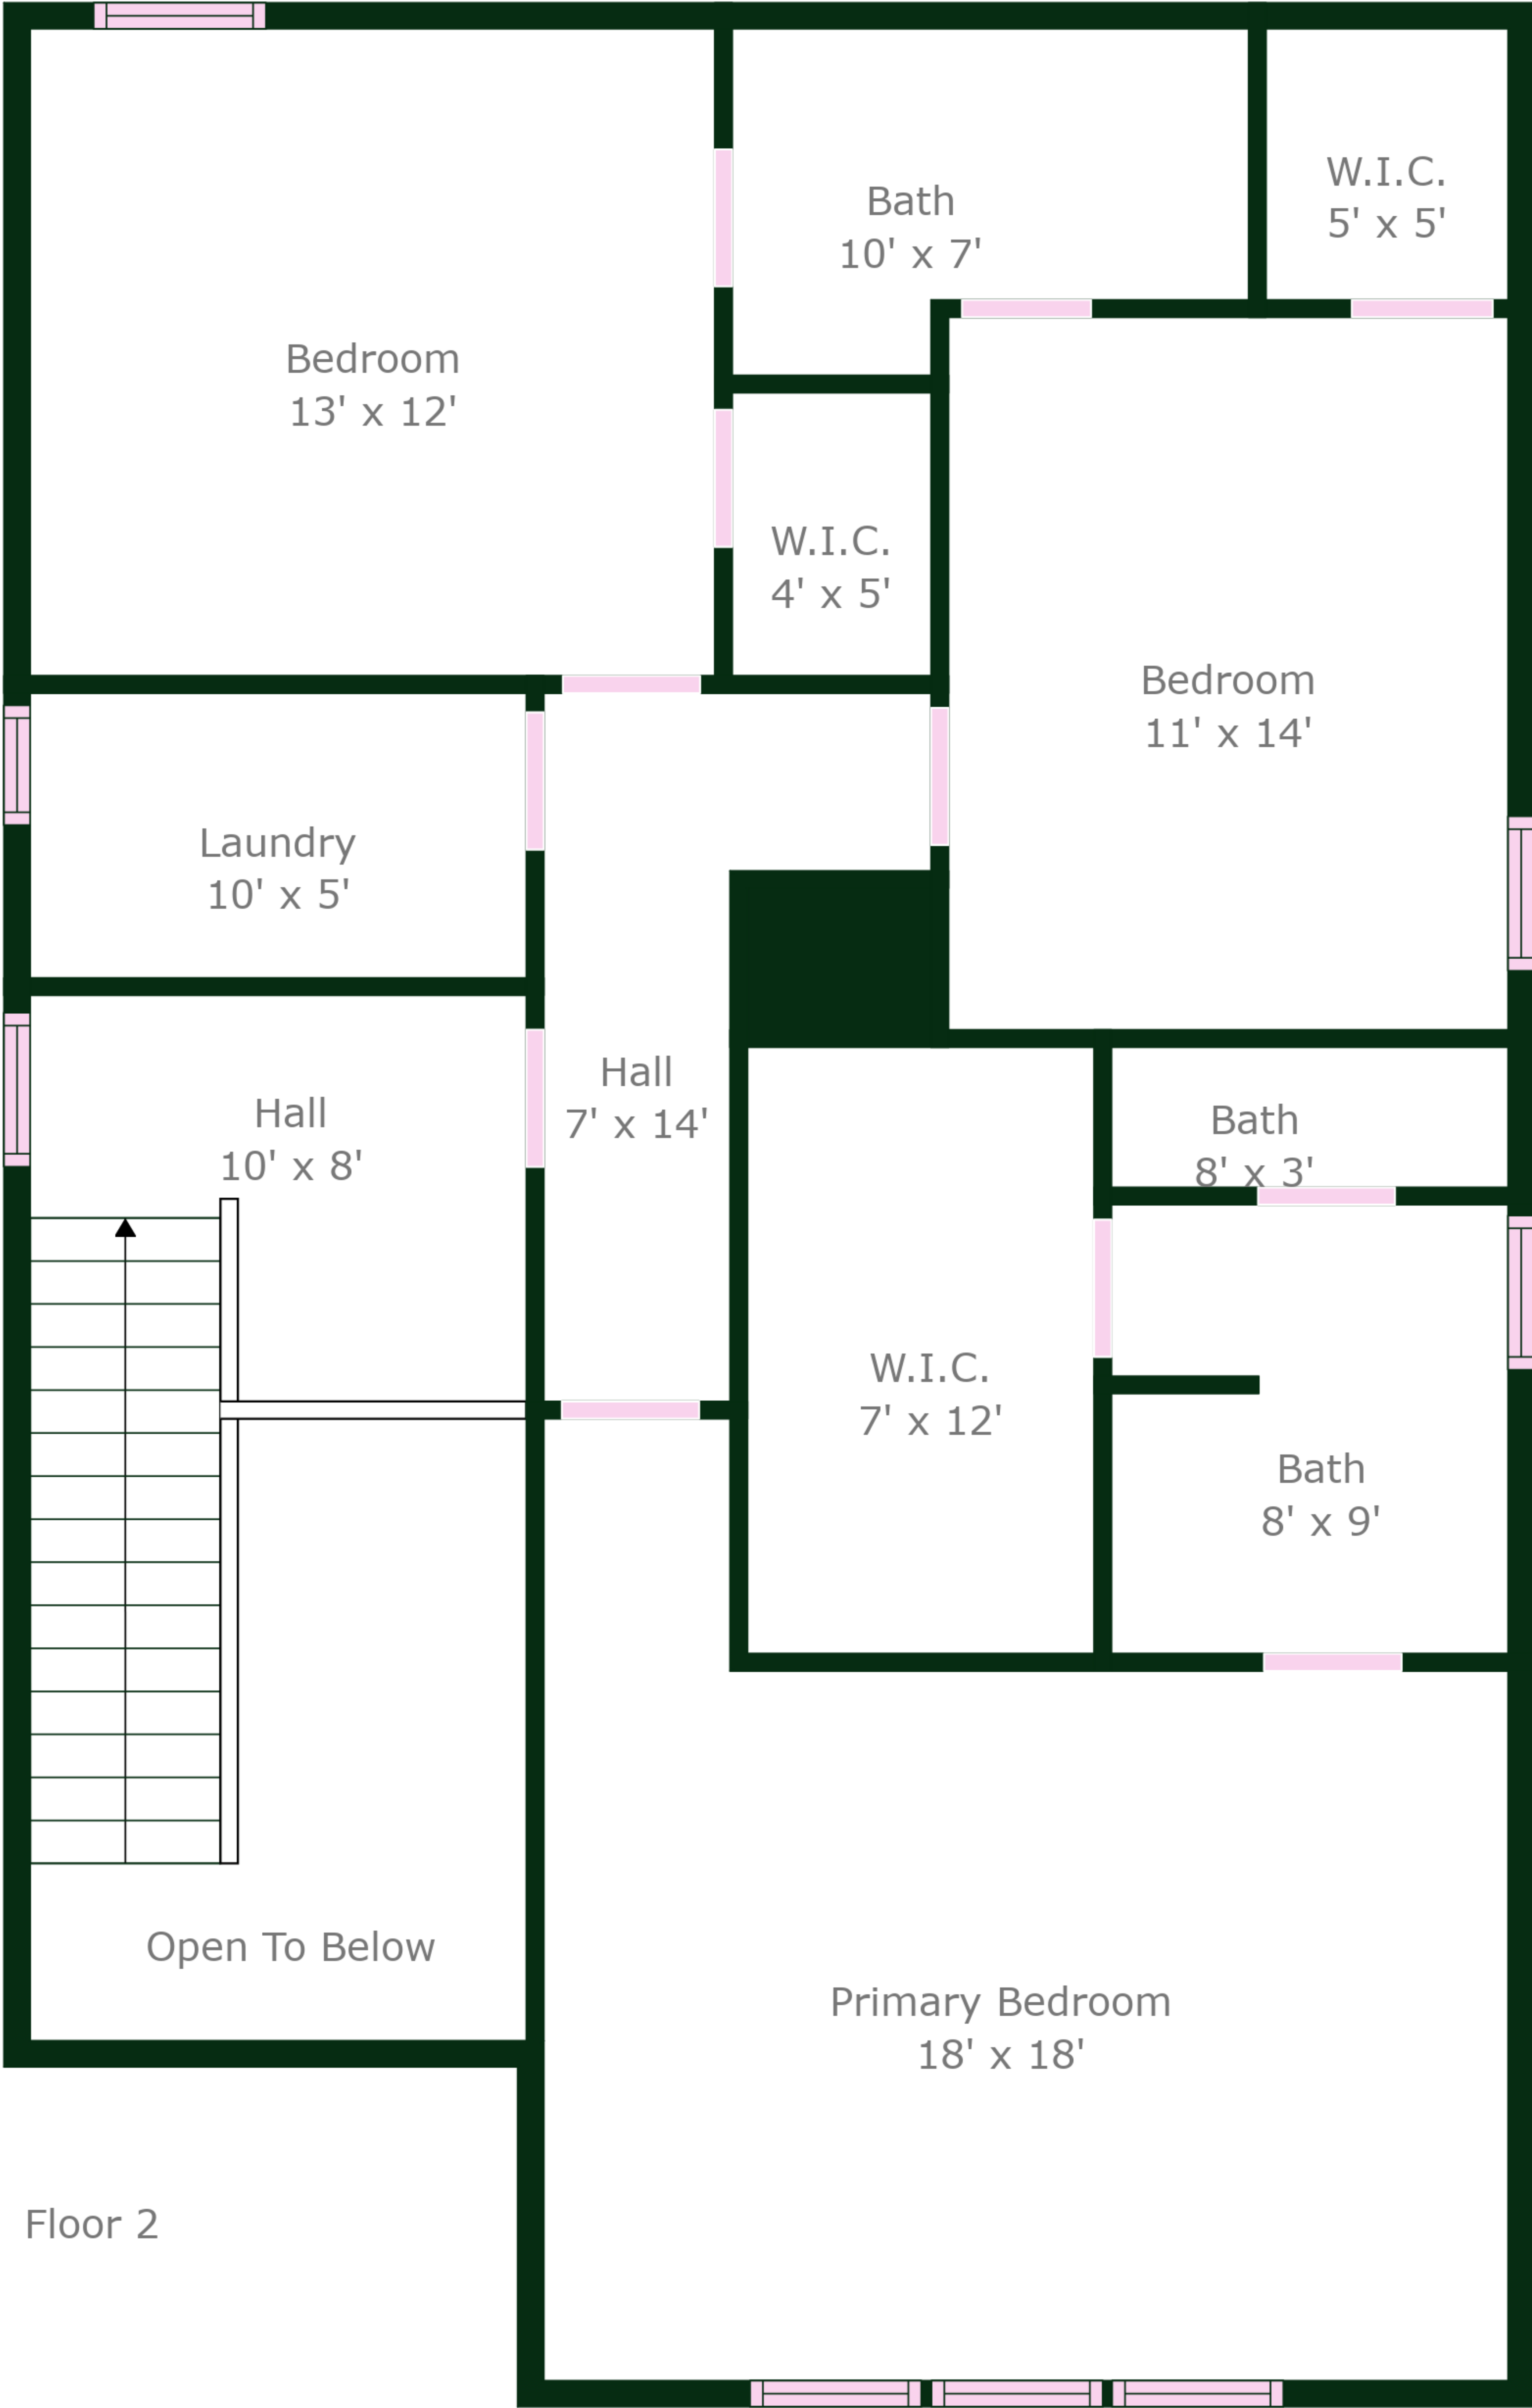 Bath
10' x 7'
W.I.C.
5' x 5'
Bedroom
13' x 12'
W.I.C.
4' x 5'
Bedroom
11' x 14'
Laundry
10' x 5'
Hall
10' x 8'
Hall
7' x 14'
Bath
8' x 3'
W.I.C.
7' x 12'
Bath
8' x 9'
Open To Below
Primary Bedroom
18' x 18'
Floor 2